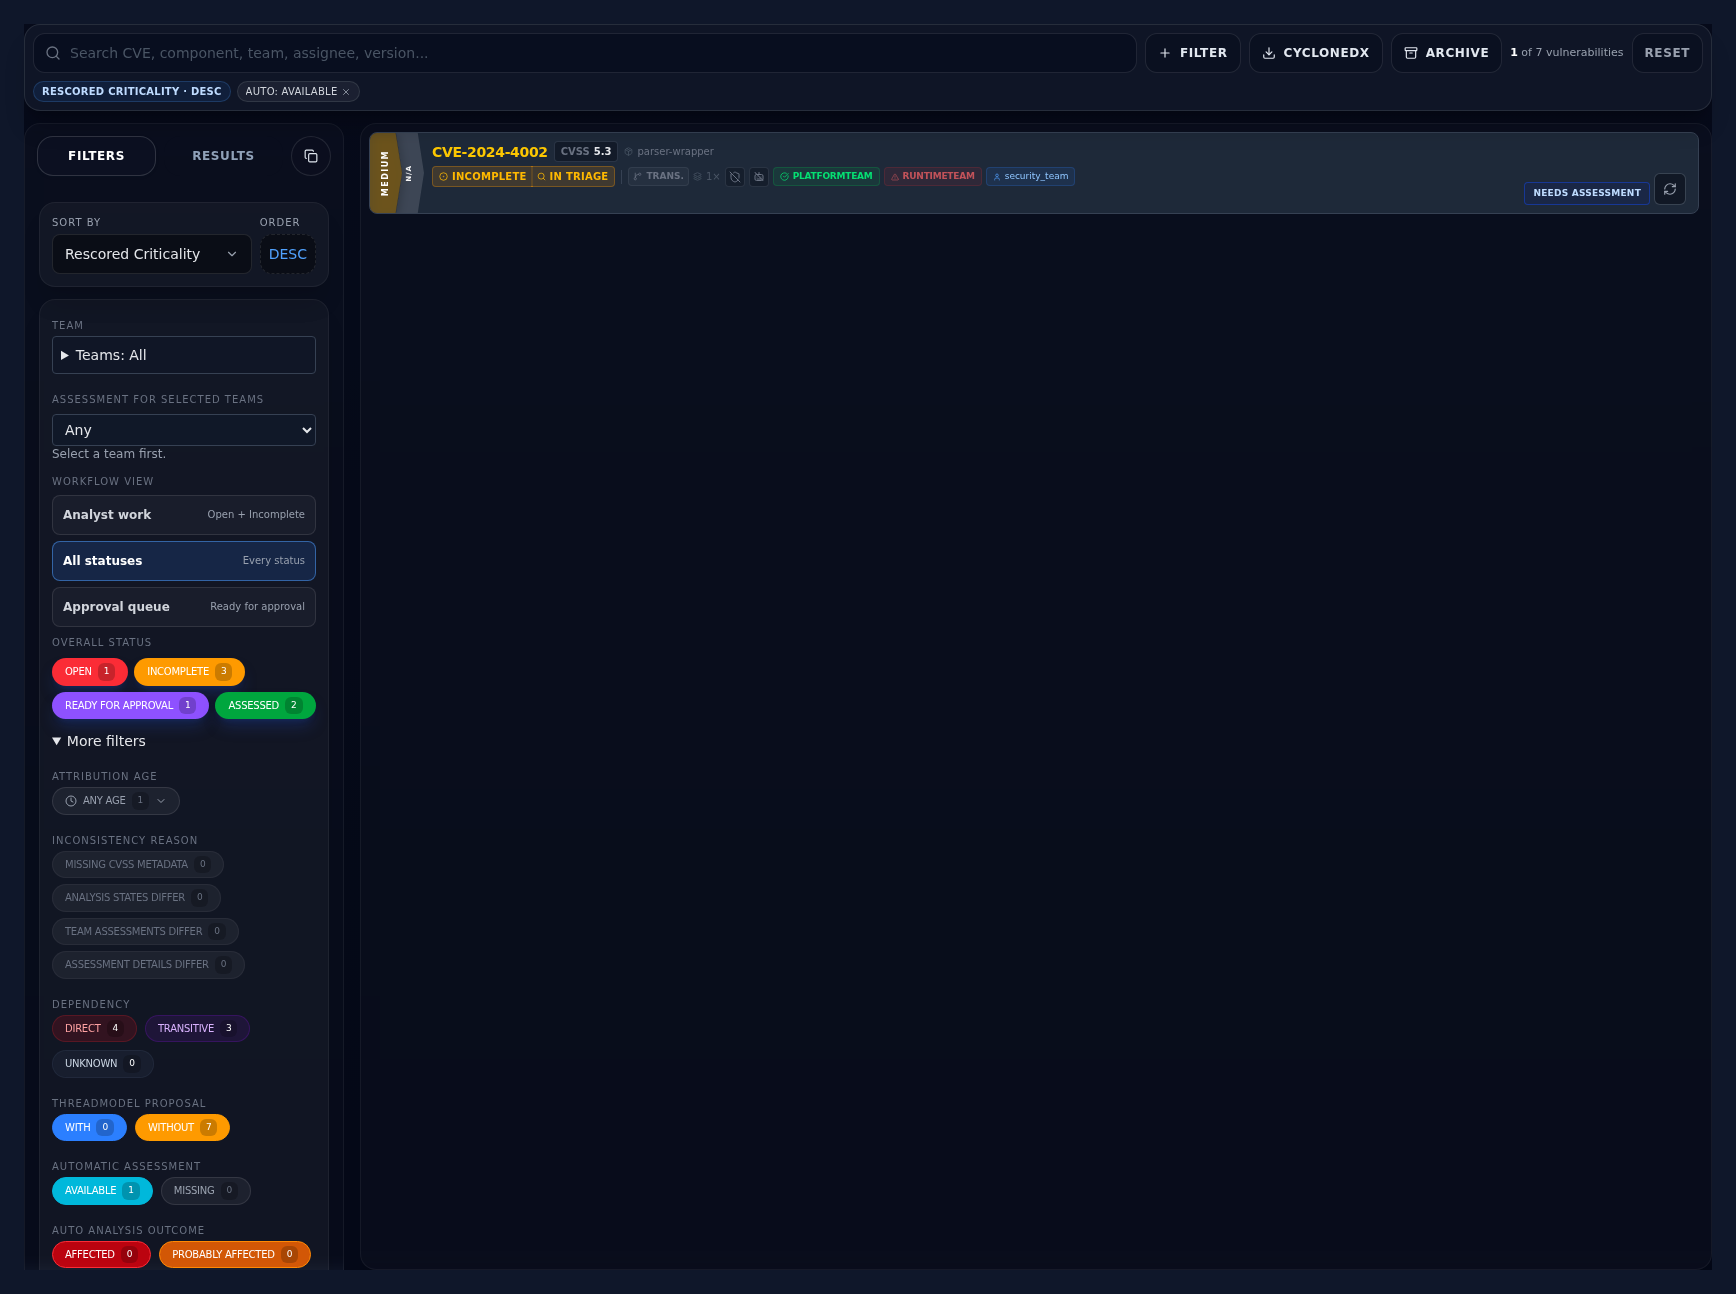 Search CVE, component, team, assignee, version...
FILTER
CYCLONEDX
ARCHIVE
1 of 7 vulnerabilities
RESET
RESCORED CRITICALITY · DESC
AUTO: AVAILABLE ×
FILTERS
RESULTS
SORT BY
ORDER
Rescored Criticality
DESC
TEAM
Teams: All
ASSESSMENT FOR SELECTED TEAMS
Any
Select a team first.
WORKFLOW VIEW
Analyst work Open + Incomplete
All statuses Every status
Approval queue Ready for approval
OVERALL STATUS
OPEN 1
INCOMPLETE 3
READY FOR APPROVAL 1
ASSESSED 2
More filters
ATTRIBUTION AGE
ANY AGE 1
INCONSISTENCY REASON
MISSING CVSS METADATA 0
ANALYSIS STATES DIFFER 0
TEAM ASSESSMENTS DIFFER 0
ASSESSMENT DETAILS DIFFER 0
DEPENDENCY
DIRECT 4
TRANSITIVE 3
UNKNOWN 0
THREADMODEL PROPOSAL
WITH 0
WITHOUT 7
AUTOMATIC ASSESSMENT
AVAILABLE 1
MISSING 0
AUTO ANALYSIS OUTCOME
AFFECTED 0
PROBABLY AFFECTED 0
MEDIUM
N/A
CVE-2024-4002
CVSS 5.3
parser-wrapper
INCOMPLETE
IN TRIAGE
TRANS.
1×
PLATFORMTEAM
RUNTIMETEAM
security_team
NEEDS ASSESSMENT